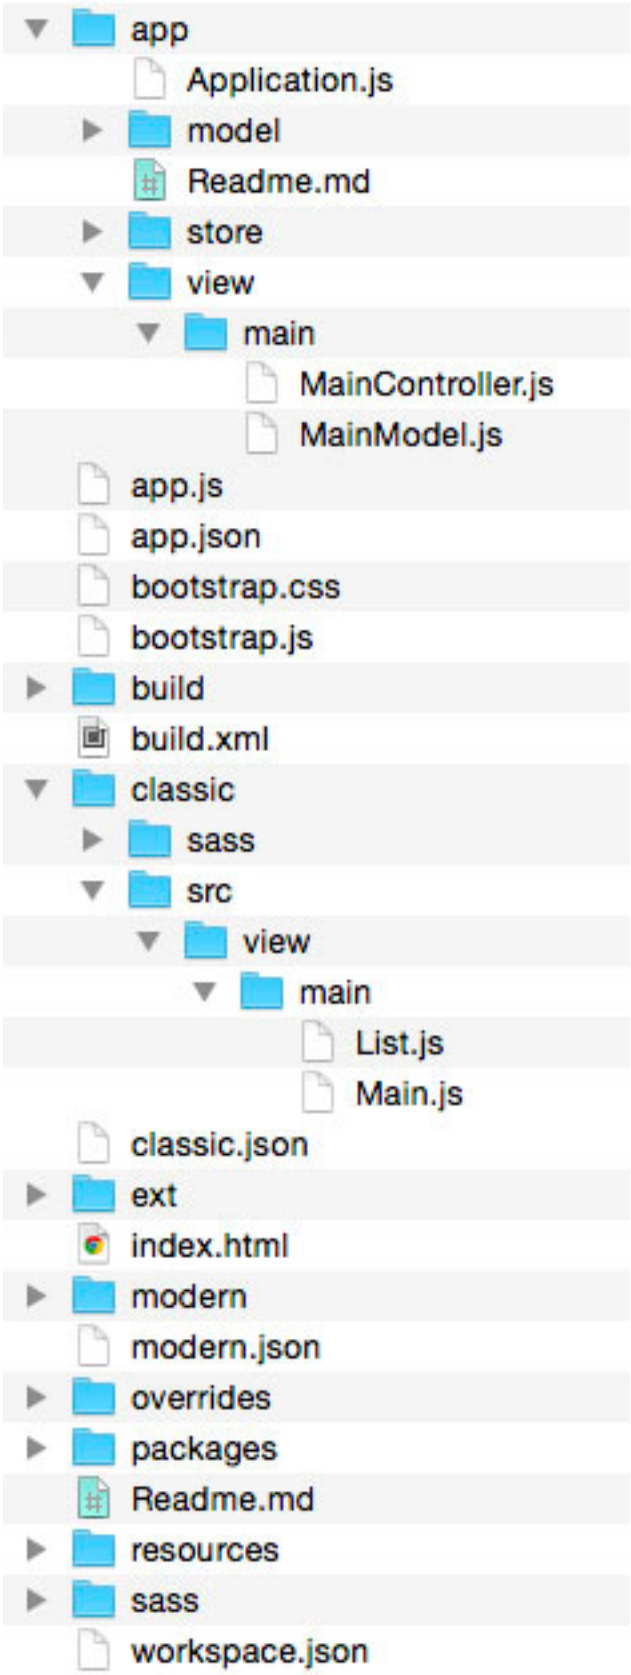 app
Application.js
model
Readme.md
store
view
main
MainController.js
MainModel.js
app.js
app.json
bootstrap.css
bootstrap.js
build
build.xml
classic
sass
src
view
main
List.js
Main.js
classic.json
ext
index.html
modern
modern.json
overrides
packages
Readme.md
resources
sass
workspace.json